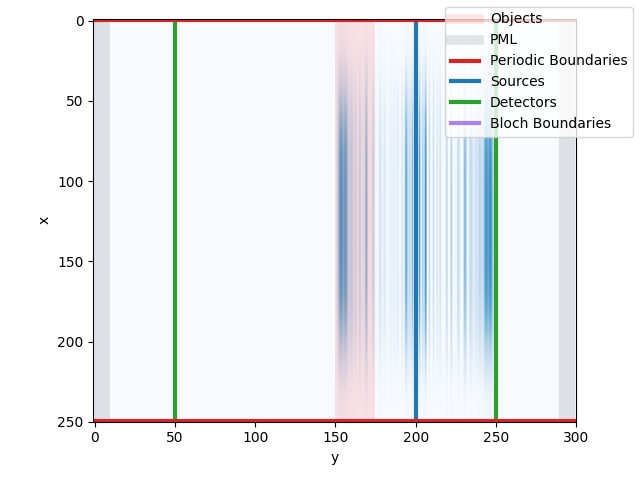 Objects
PML
Periodic Boundaries
Sources
Detectors
Bloch Boundaries
0
50
100
150
200
250
x
0 50 100 150 200 250 300
y